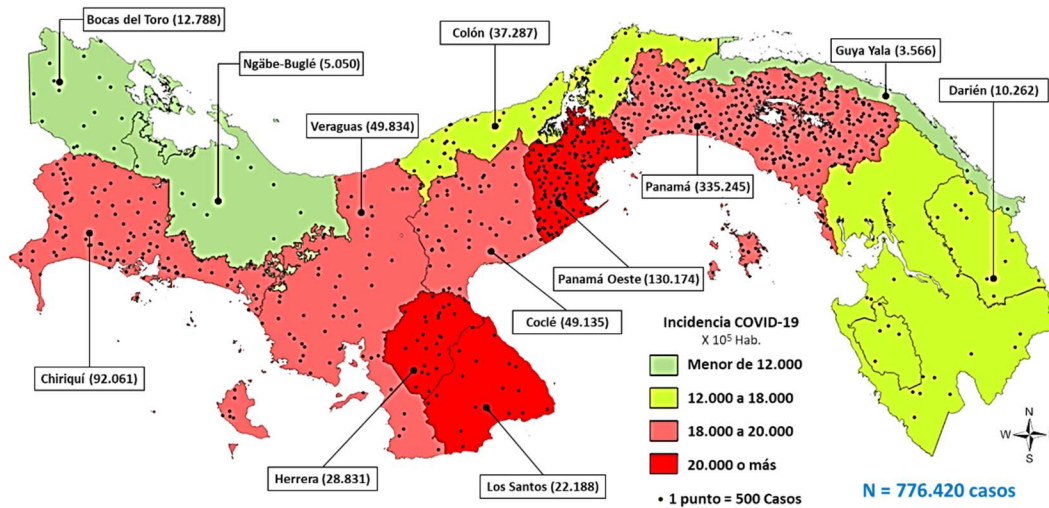 Bocas del Toro (12.788)
Ngäbe-Buglé (5.050)
Veraguas (49.834)
Colón (37.287)
Guya Yala (3.566)
Darién (10.262)
Panamá (335.245)
Panamá Oeste (130.174)
Coclé (49.135)
Chiriquí (92.061)
Herrera (28.831)
Los Santos (22.188)
Incidencia COVID-19
X 10⁵ Hab.
Menor de 12.000
12.000 a 18.000
18.000 a 20.000
20.000 o más
• 1 punto = 500 Casos
N
W E
S
N = 776.420 casos